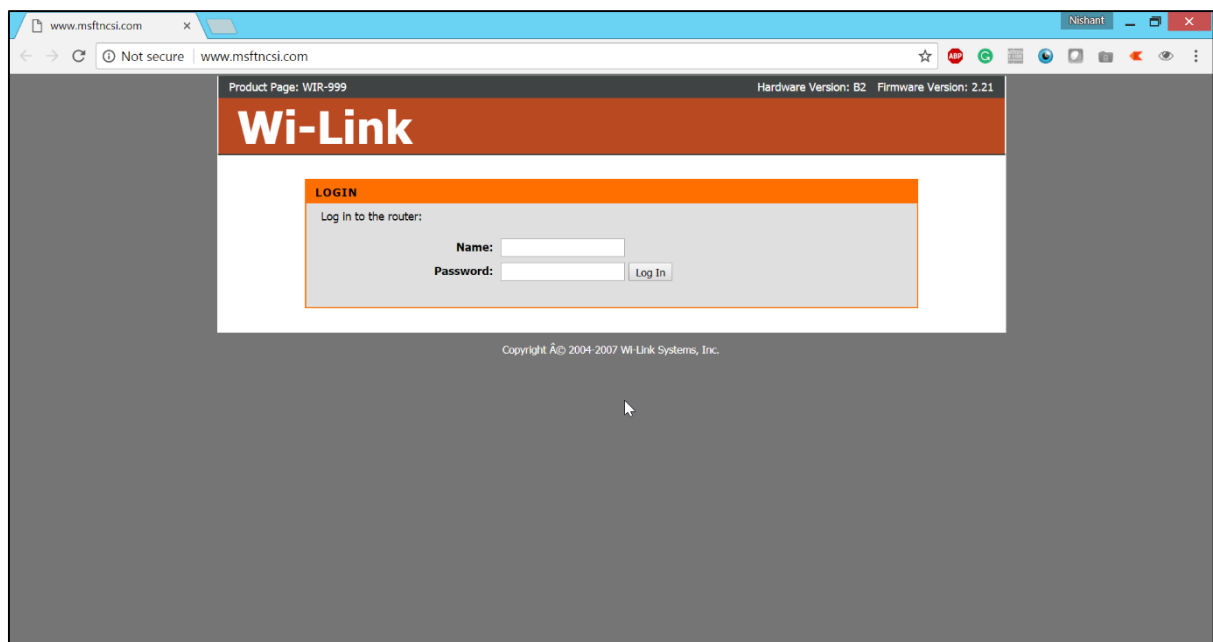 www.msftncsi.com
Nishant
Not secure www.msftncsi.com
ABP
Product Page: WIR-999 Hardware Version: B2 Firmware Version: 2.21
Wi-Link
LOGIN
Log in to the router:
Name:
Password: Log In
Copyright Â© 2004-2007 Wi-Link Systems, Inc.